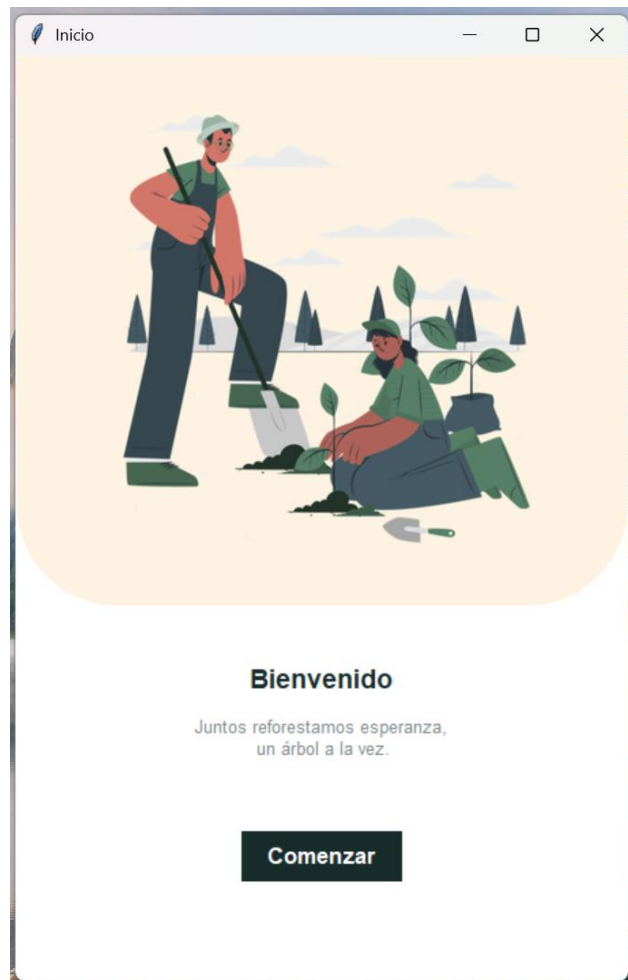 Inicio
Bienvenido
Juntos reforestamos esperanza,
un árbol a la vez.
Comenzar